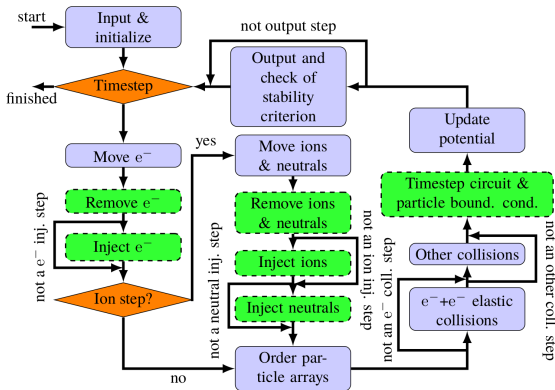 start
Input &
initialize
not output step
Output and
check of
stability
criterion
Timestep
finished
Update
potential
yes
Move e⁻
Move ions
& neutrals
Timestep circuit &
particle bound. cond.
Remove e⁻
Remove ions
& neutrals
not a e⁻ inj. step
Inject e⁻
Inject ions
not a neutral inj. step
not an ion inj.
step
Other collisions
not an other coll. step
Ion step?
Inject neutrals
not an e⁻ coll. step
e⁻+e⁻ elastic
collisions
no
Order par-
ticle arrays